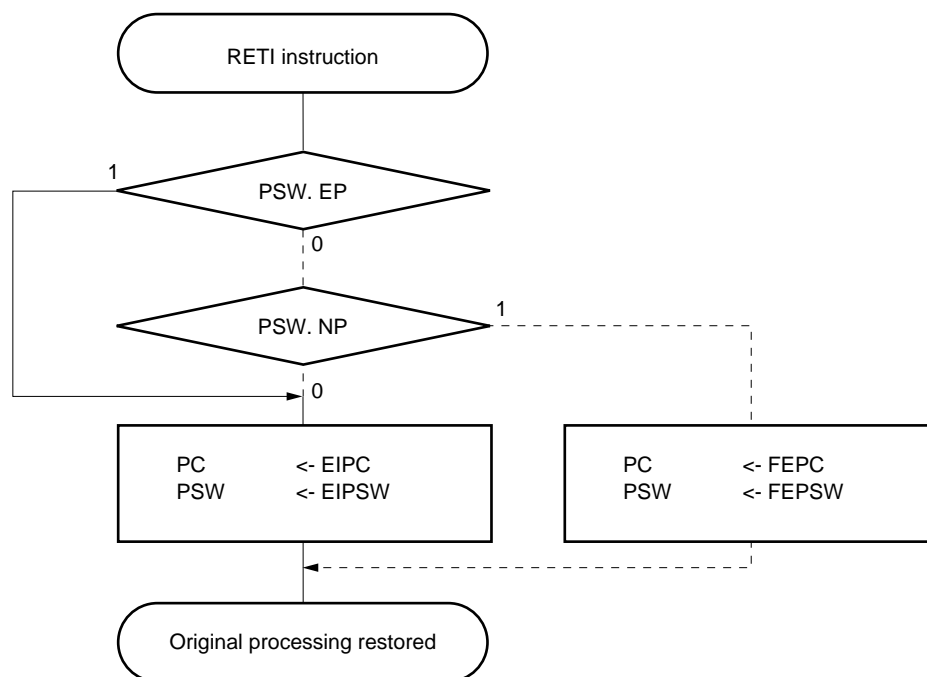 RETI instruction
1
PSW. EP
0
PSW. NP
1
0
PC <- EIPC
PSW <- EIPSW
PC <- FEPC
PSW <- FEPSW
Original processing restored